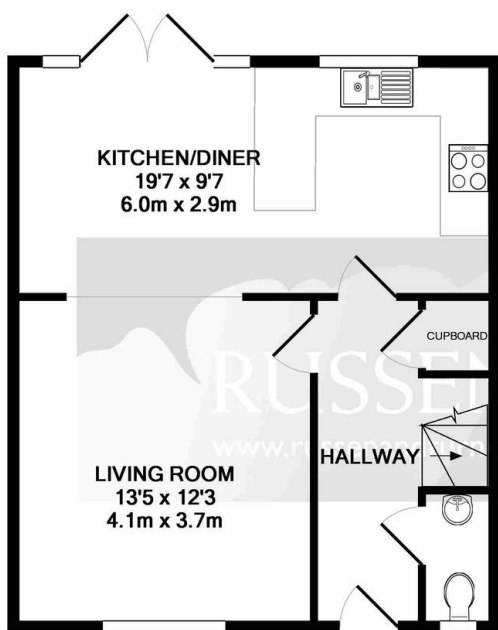 KITCHEN/DINER
19'7 x 9'7
6.0m x 2.9m
CUPBOARD
RUSSEN
HALLWAY
LIVING ROOM
13'5 x 12'3
4.1m x 3.7m